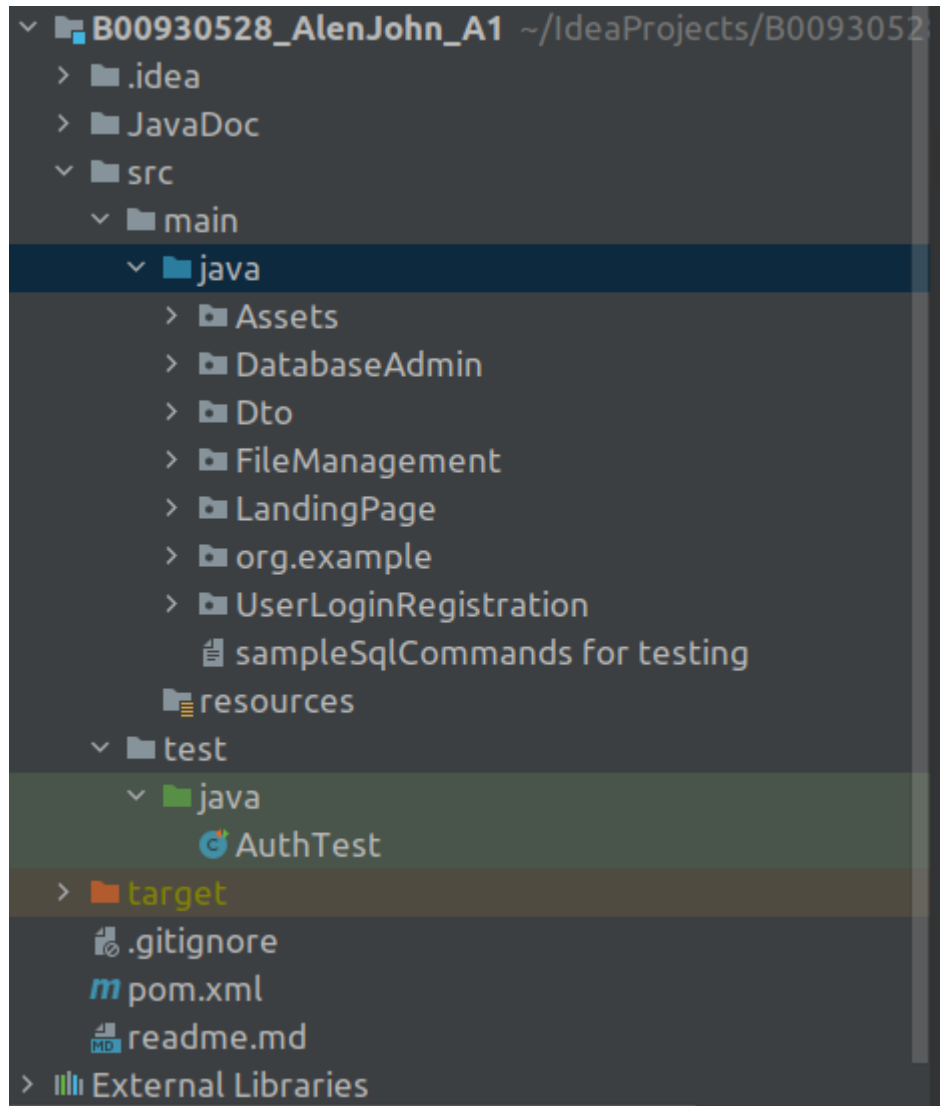 B00930528_AlenJohn_A1 ~/IdeaProjects/B0093052
.idea
JavaDoc
src
main
java
Assets
DatabaseAdmin
Dto
FileManagement
LandingPage
org.example
UserLoginRegistration
sampleSqlCommands for testing
resources
test
java
AuthTest
target
.gitignore
pom.xml
readme.md
External Libraries